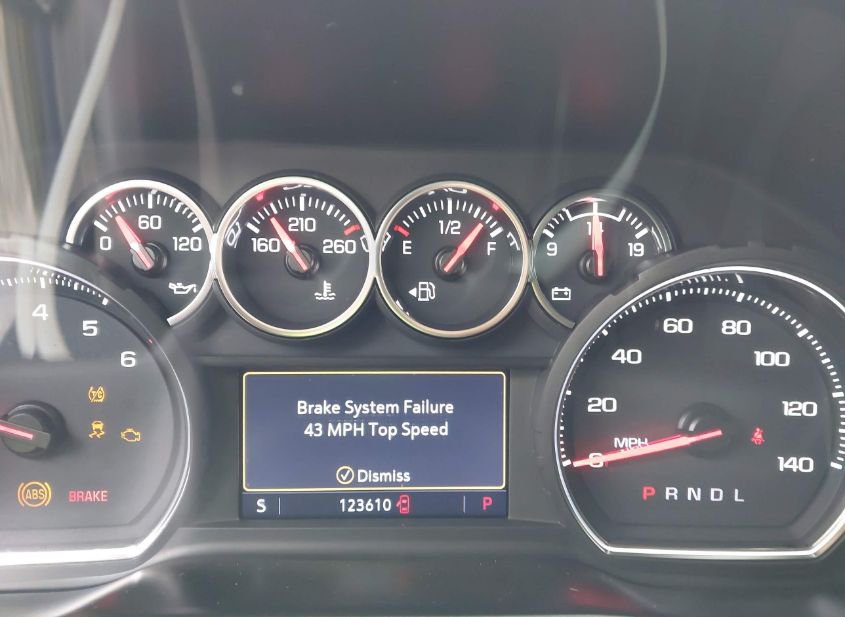 0 60 120
160 210 260
E 1/2 F
9 14 19
4 5 6
ABS
BRAKE
Brake System Failure
43 MPH Top Speed
Dismiss
S 123610 P
0 20 40 60 80 100 120 140
MPH
P R N D L